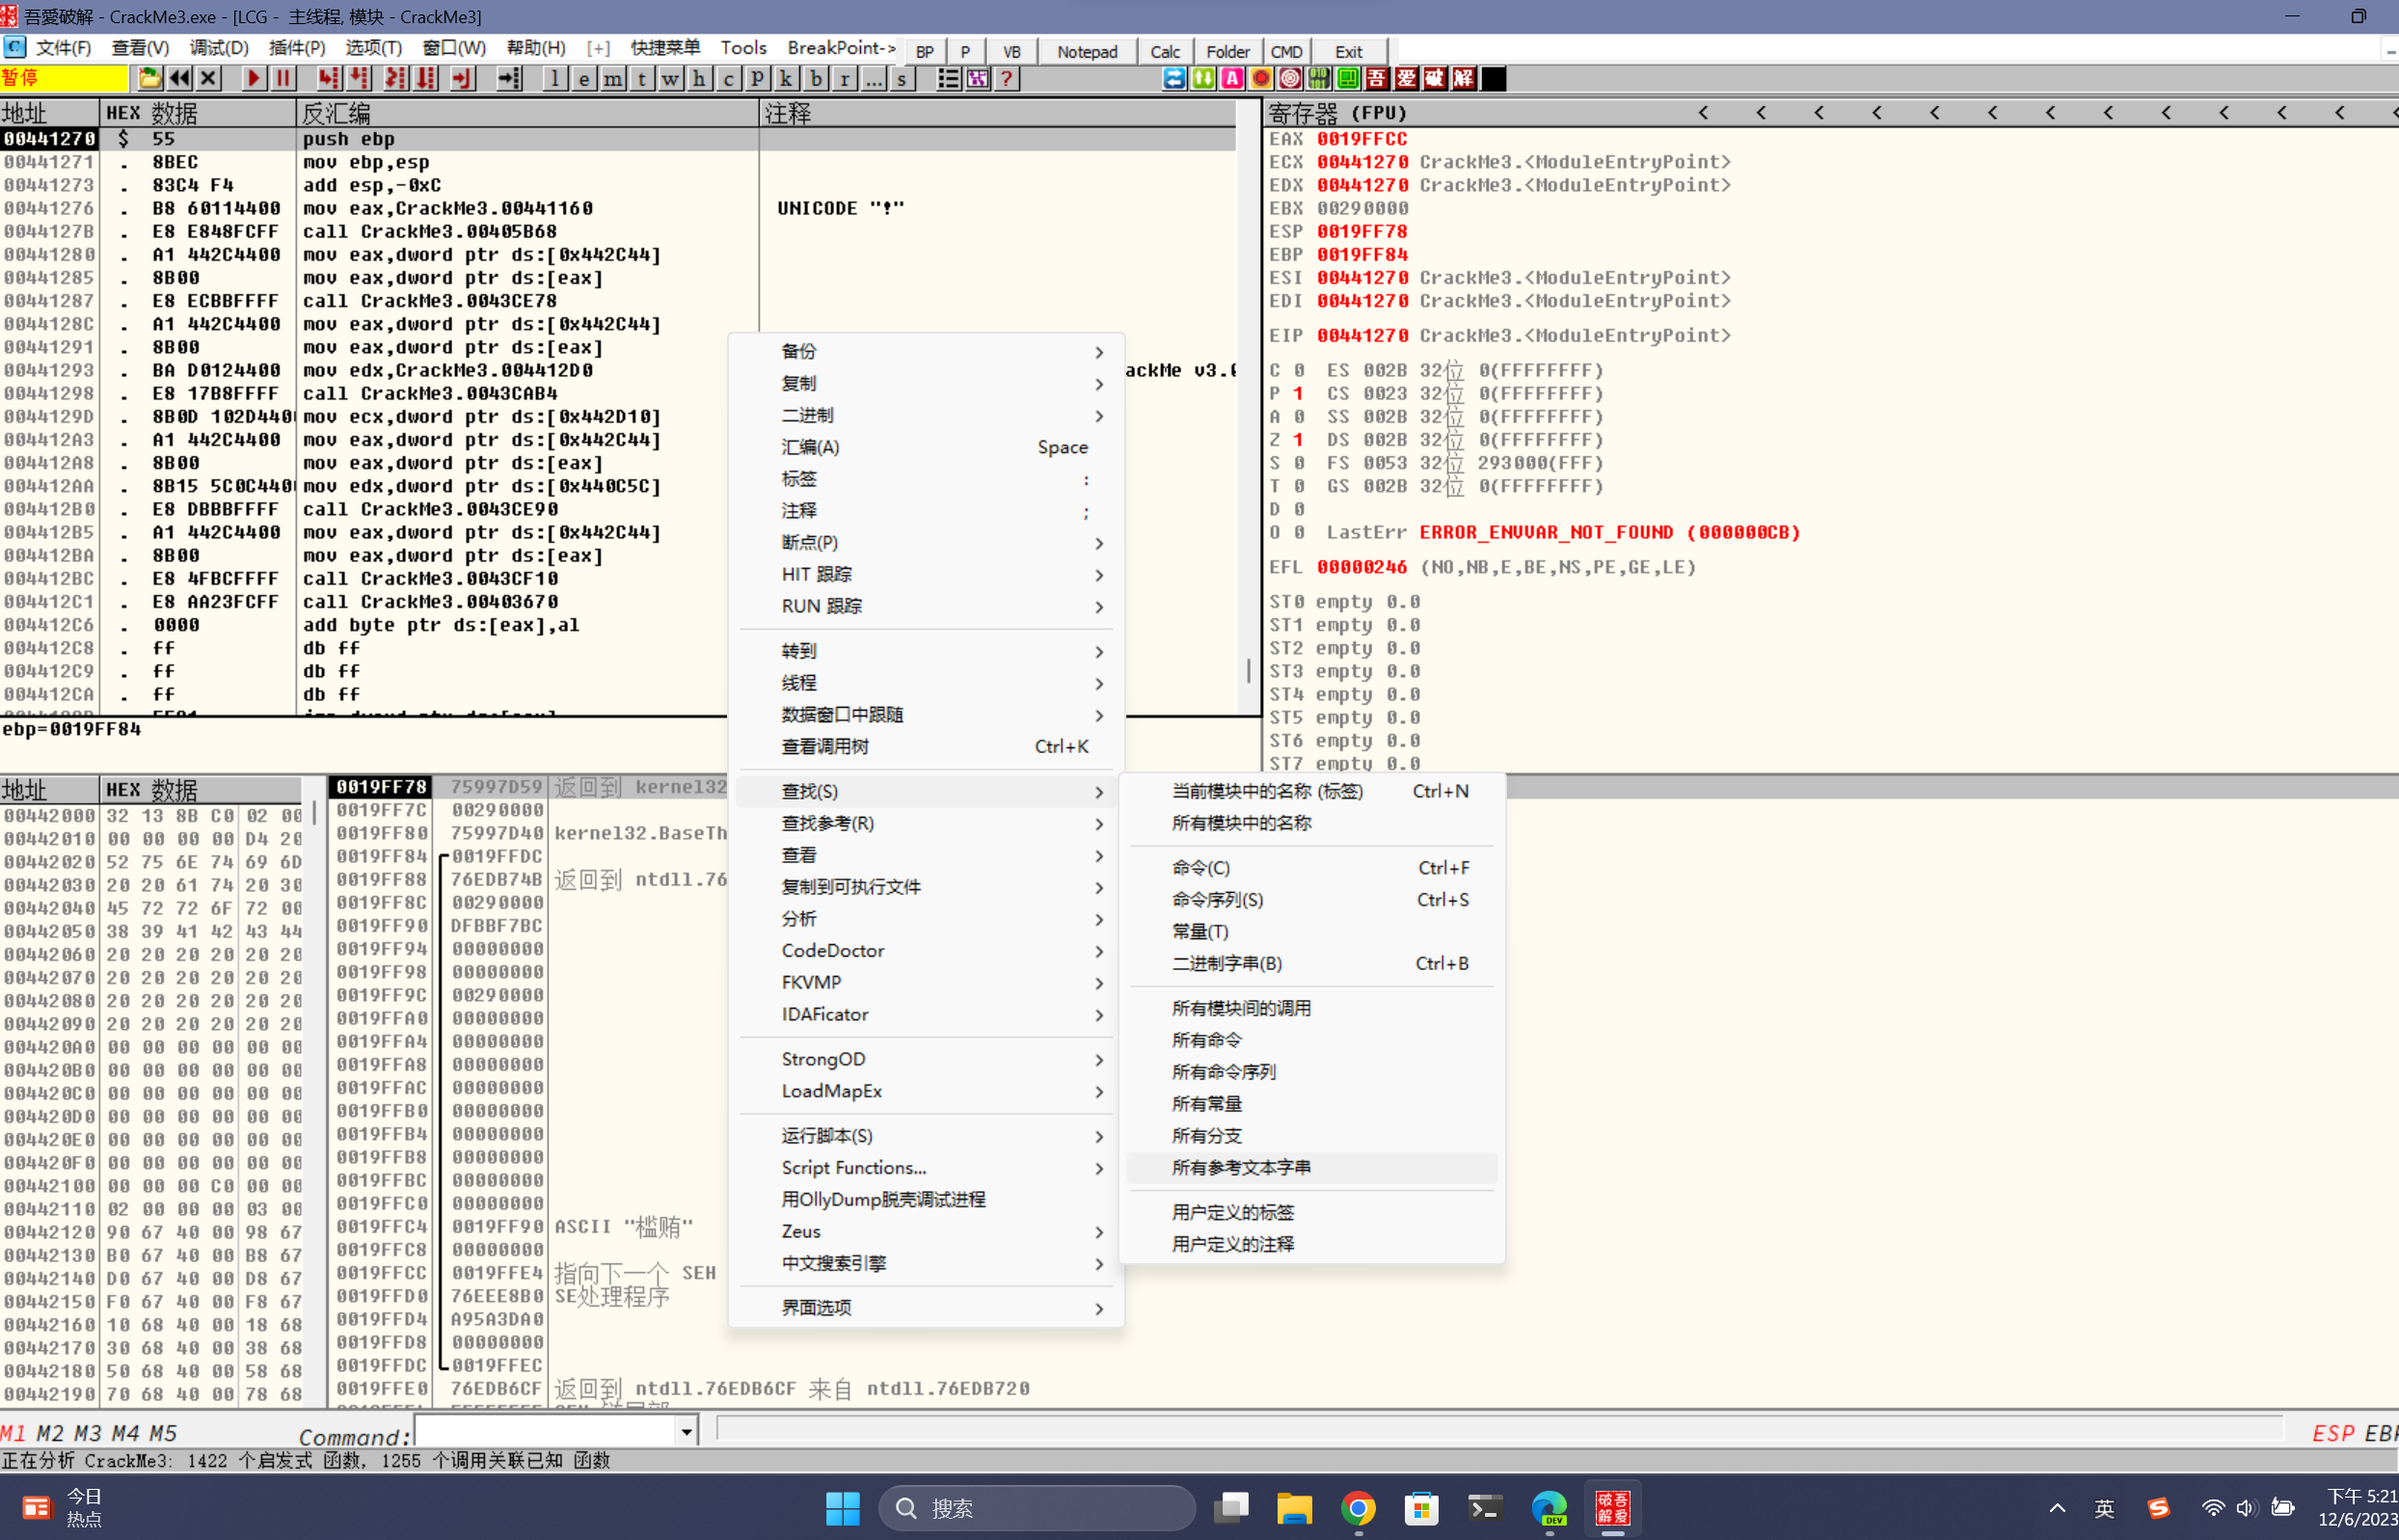 吾愛破解 - CrackMe3.exe - [LCG - 主线程, 模块 - CrackMe3]
文件(F) 查看(V) 调试(D) 插件(P) 选项(T) 窗口(W) 帮助(H) [+] 快捷菜单 Tools BreakPoint-> BP P VB Notepad Calc Folder CMD Exit
暂停 l e m t w h c p k b r ... s ? A 吾 爱 破 解
地址 HEX 数据 反汇编 注释
00441270 $ 55 push ebp
00441271 . 8BEC mov ebp,esp
00441273 . 83C4 F4 add esp,-0xC
00441276 . B8 60114400 mov eax,CrackMe3.00441160 UNICODE "!"
0044127B . E8 E848FCFF call CrackMe3.00405B68
00441280 . A1 442C4400 mov eax,dword ptr ds:[0x442C44]
00441285 . 8B00 mov eax,dword ptr ds:[eax]
00441287 . E8 ECBBFFFF call CrackMe3.0043CE78
0044128C . A1 442C4400 mov eax,dword ptr ds:[0x442C44]
00441291 . 8B00 mov eax,dword ptr ds:[eax]
00441293 . BA D0124400 mov edx,CrackMe3.004412D0 ackMe v3.0
00441298 . E8 17B8FFFF call CrackMe3.0043CAB4
0044129D . 8B0D 102D440 mov ecx,dword ptr ds:[0x442D10]
004412A3 . A1 442C4400 mov eax,dword ptr ds:[0x442C44]
004412A8 . 8B00 mov eax,dword ptr ds:[eax]
004412AA . 8B15 5C0C440 mov edx,dword ptr ds:[0x440C5C]
004412B0 . E8 DBBBFFFF call CrackMe3.0043CE90
004412B5 . A1 442C4400 mov eax,dword ptr ds:[0x442C44]
004412BA . 8B00 mov eax,dword ptr ds:[eax]
004412BC . E8 4FBCFFFF call CrackMe3.0043CF10
004412C1 . E8 AA23FCFF call CrackMe3.00403670
004412C6 . 0000 add byte ptr ds:[eax],al
004412C8 . ff db ff
004412C9 . ff db ff
004412CA . ff db ff
ebp=0019FF84
寄存器 (FPU) < < < < < < < < < < < < <
EAX 0019FFCC
ECX 00441270 CrackMe3.<ModuleEntryPoint>
EDX 00441270 CrackMe3.<ModuleEntryPoint>
EBX 00290000
ESP 0019FF78
EBP 0019FF84
ESI 00441270 CrackMe3.<ModuleEntryPoint>
EDI 00441270 CrackMe3.<ModuleEntryPoint>
EIP 00441270 CrackMe3.<ModuleEntryPoint>
C 0 ES 002B 32位 0(FFFFFFFF)
P 1 CS 0023 32位 0(FFFFFFFF)
A 0 SS 002B 32位 0(FFFFFFFF)
Z 1 DS 002B 32位 0(FFFFFFFF)
S 0 FS 0053 32位 293000(FFF)
T 0 GS 002B 32位 0(FFFFFFFF)
D 0
O 0 LastErr ERROR_ENVVAR_NOT_FOUND (000000CB)
EFL 00000246 (NO,NB,E,BE,NS,PE,GE,LE)
ST0 empty 0.0
ST1 empty 0.0
ST2 empty 0.0
ST3 empty 0.0
ST4 empty 0.0
ST5 empty 0.0
ST6 empty 0.0
ST7 empty 0.0
备份
复制
二进制
汇编(A) Space
标签 :
注释 ;
断点(P)
HIT 跟踪
RUN 跟踪
转到
线程
数据窗口中跟随
查看调用树 Ctrl+K
查找(S)
查找参考(R)
查看
复制到可执行文件
分析
CodeDoctor
FKVMP
IDAFicator
StrongOD
LoadMapEx
运行脚本(S)
Script Functions...
用OllyDump脱壳调试进程
Zeus
中文搜索引擎
界面选项
当前模块中的名称 (标签) Ctrl+N
所有模块中的名称
命令(C) Ctrl+F
命令序列(S) Ctrl+S
常量(T)
二进制字串(B) Ctrl+B
所有模块间的调用
所有命令
所有命令序列
所有常量
所有分支
所有参考文本字串
用户定义的标签
用户定义的注释
地址 HEX 数据
00442000 32 13 8B C0 02 00
00442010 00 00 00 00 D4 20
00442020 52 75 6E 74 69 6D
00442030 20 20 61 74 20 30
00442040 45 72 72 6F 72 00
00442050 38 39 41 42 43 44
00442060 20 20 20 20 20 20
00442070 20 20 20 20 20 20
00442080 20 20 20 20 20 20
00442090 20 20 20 20 20 20
004420A0 00 00 00 00 00 00
004420B0 00 00 00 00 00 00
004420C0 00 00 00 00 00 00
004420D0 00 00 00 00 00 00
004420E0 00 00 00 00 00 00
004420F0 00 00 00 00 00 00
00442100 00 00 00 C0 00 00
00442110 02 00 00 00 03 00
00442120 90 67 40 00 98 67
00442130 B0 67 40 00 B8 67
00442140 D0 67 40 00 D8 67
00442150 F0 67 40 00 F8 67
00442160 10 68 40 00 18 68
00442170 30 68 40 00 38 68
00442180 50 68 40 00 58 68
00442190 70 68 40 00 78 68
0019FF78 75997D59 返回到 kernel32
0019FF7C 00290000
0019FF80 75997D40 kernel32.BaseTh
0019FF84 0019FFDC
0019FF88 76EDB74B 返回到 ntdll.76
0019FF8C 00290000
0019FF90 DFBBF7BC
0019FF94 00000000
0019FF98 00000000
0019FF9C 00290000
0019FFA0 00000000
0019FFA4 00000000
0019FFA8 00000000
0019FFAC 00000000
0019FFB0 00000000
0019FFB4 00000000
0019FFB8 00000000
0019FFBC 00000000
0019FFC0 00000000
0019FFC4 0019FF90 ASCII "槛贿"
0019FFC8 00000000
0019FFCC 0019FFE4 指向下一个 SEH
0019FFD0 76EEE8B0 SE处理程序
0019FFD4 A95A3DA0
0019FFD8 00000000
0019FFDC 0019FFEC
0019FFE0 76EDB6CF 返回到 ntdll.76EDB6CF 来自 ntdll.76EDB720
M1 M2 M3 M4 M5 Command: ESP EBP
正在分析 CrackMe3: 1422 个启发式 函数, 1255 个调用关联已知 函数
今日
热点
搜索
DEV
破吾
解爱
英
下午 5:21
12/6/2023